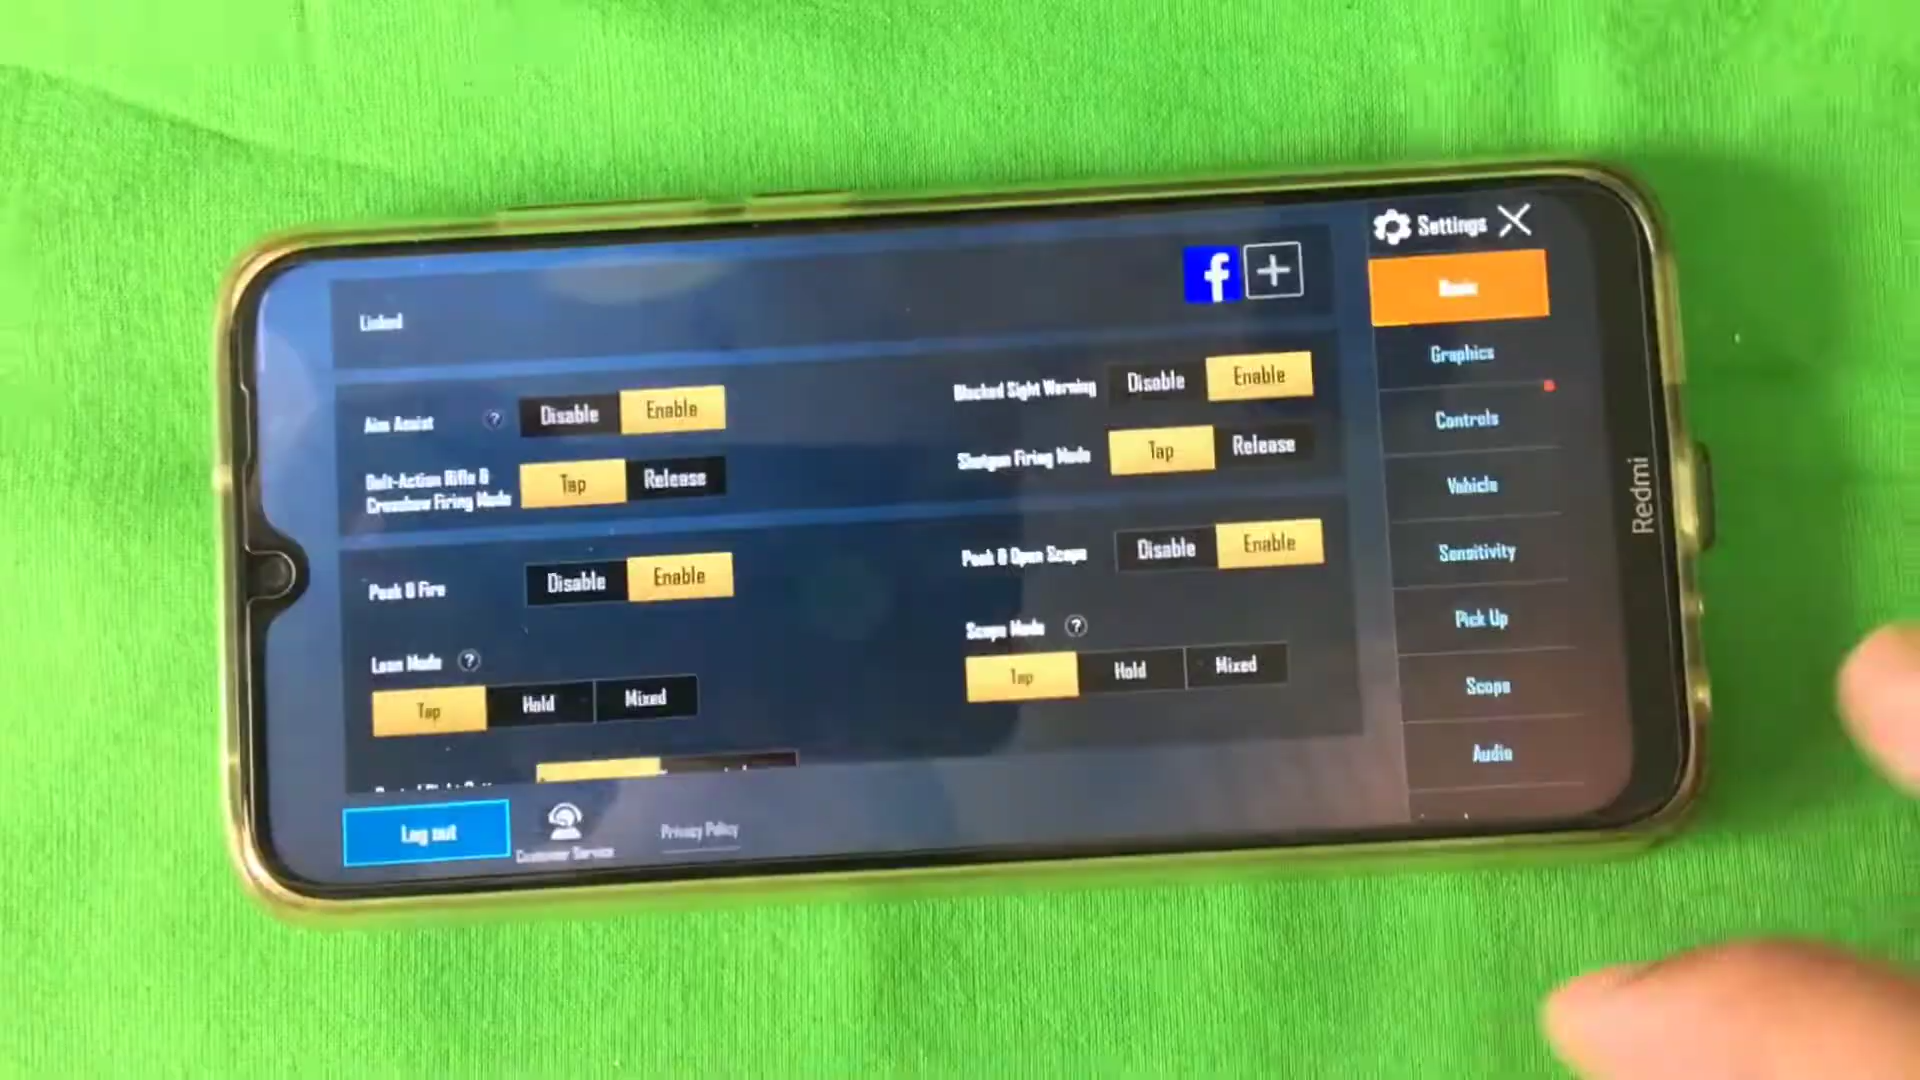 Settings
Linked
Basic
Graphics
Controls
Vehicle
Sensitivity
Pick Up
Scope
Audio
Aim Assist ? Disable Enable
Blocked Sight Warning Disable Enable
Bolt-Action Rifle &
Crossbow Firing Mode Tap Release
Shotgun Firing Mode Tap Release
Peek & Fire Disable Enable
Peek & Open Scope Disable Enable
Lean Mode ?
Tap Hold Mixed
Scope Mode ?
Tap Hold Mixed
Log out
Customer Service
Privacy Policy
Redmi